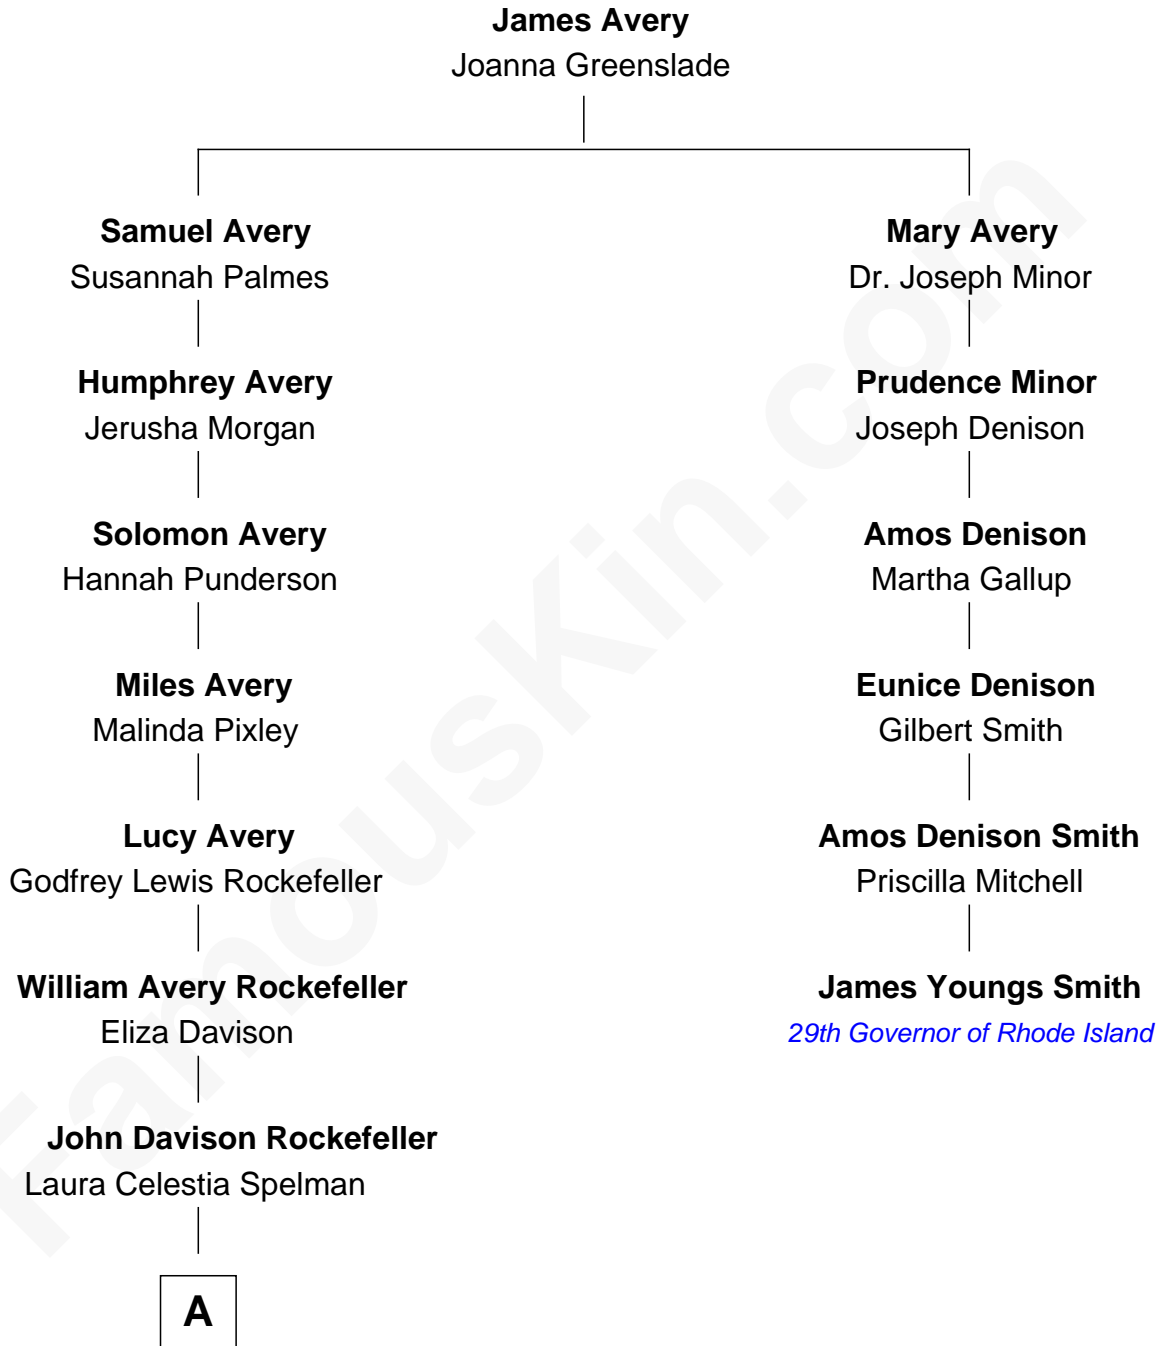 James Avery
Joanna Greenslade
Samuel Avery
Susannah Palmes
Mary Avery
Dr. Joseph Minor
Humphrey Avery
Jerusha Morgan
Prudence Minor
Joseph Denison
Solomon Avery
Hannah Punderson
Amos Denison
Martha Gallup
Miles Avery
Malinda Pixley
Eunice Denison
Gilbert Smith
Lucy Avery
Godfrey Lewis Rockefeller
Amos Denison Smith
Priscilla Mitchell
William Avery Rockefeller
Eliza Davison
James Youngs Smith
29th Governor of Rhode Island
John Davison Rockefeller
Laura Celestia Spelman
A
FamousKin.com